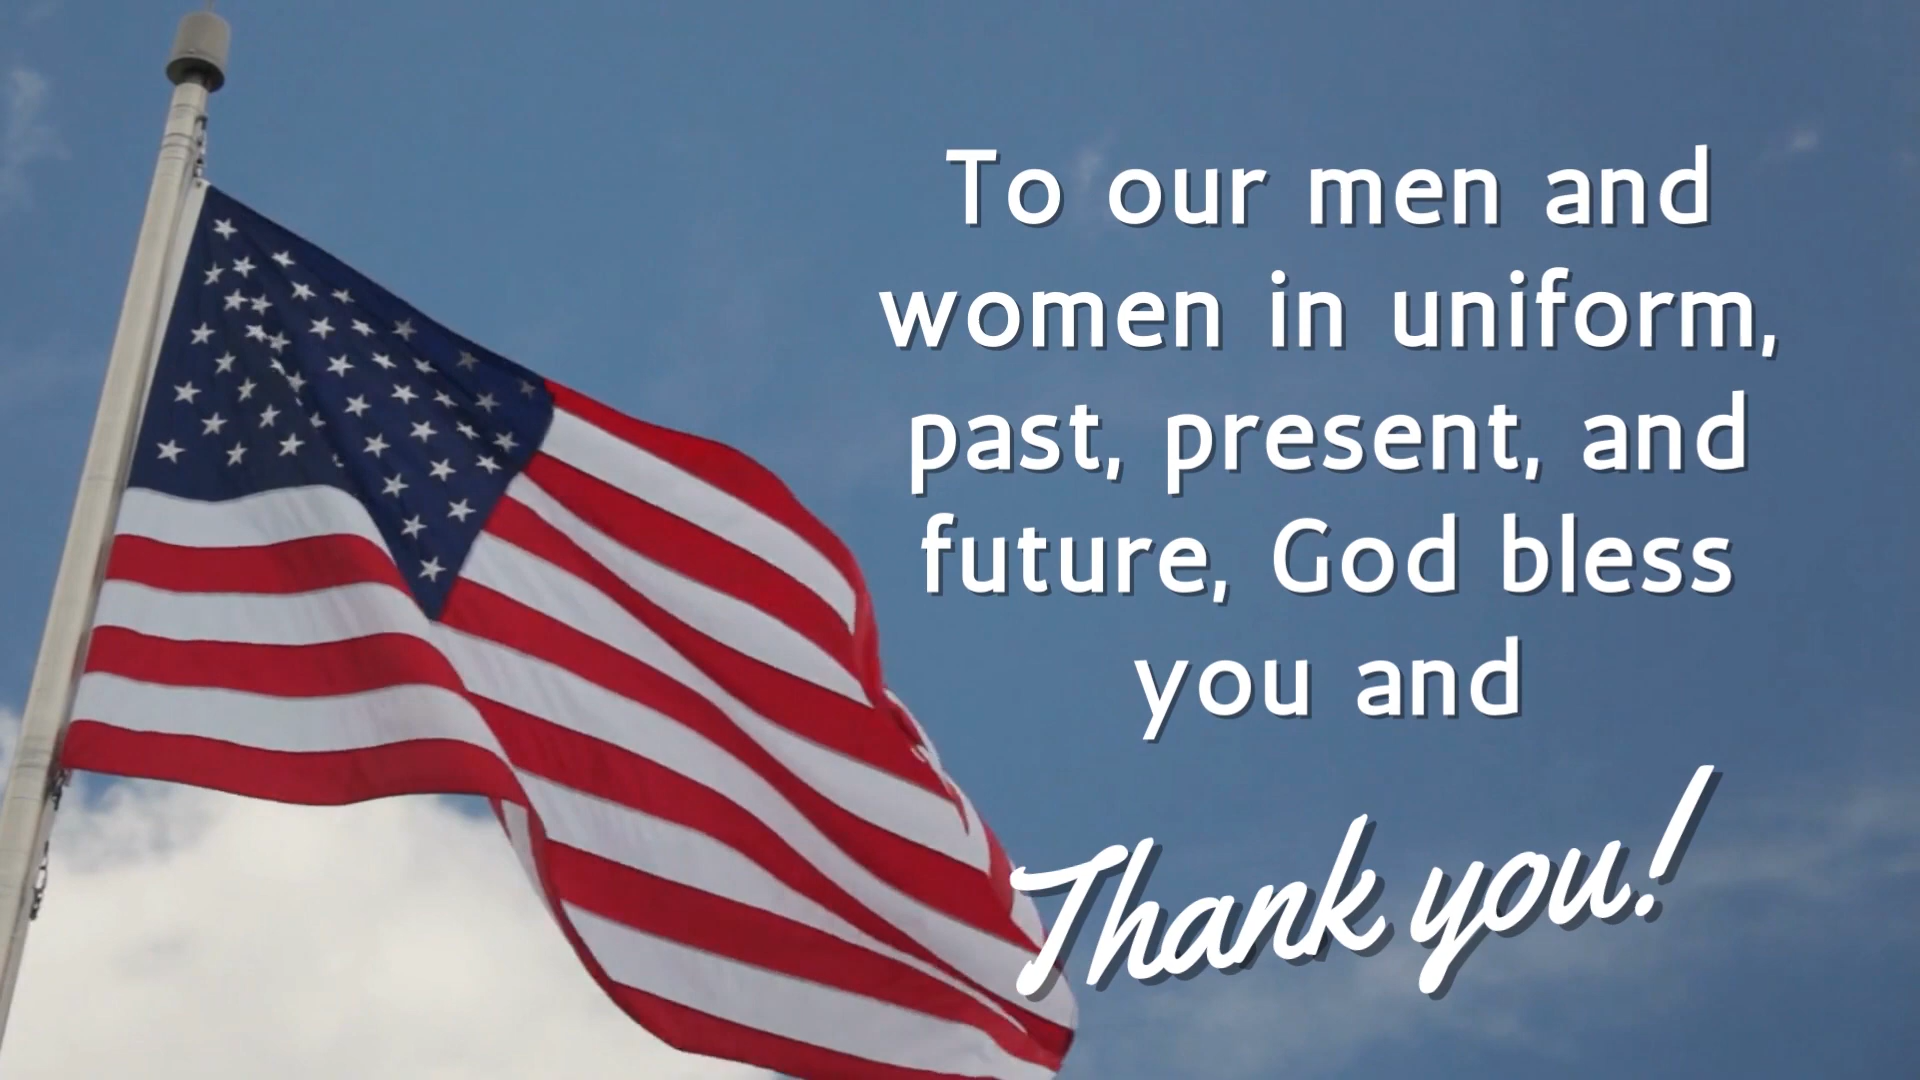 To our men and
women in uniform,
past, present, and
future, God bless
you and
Thank you!